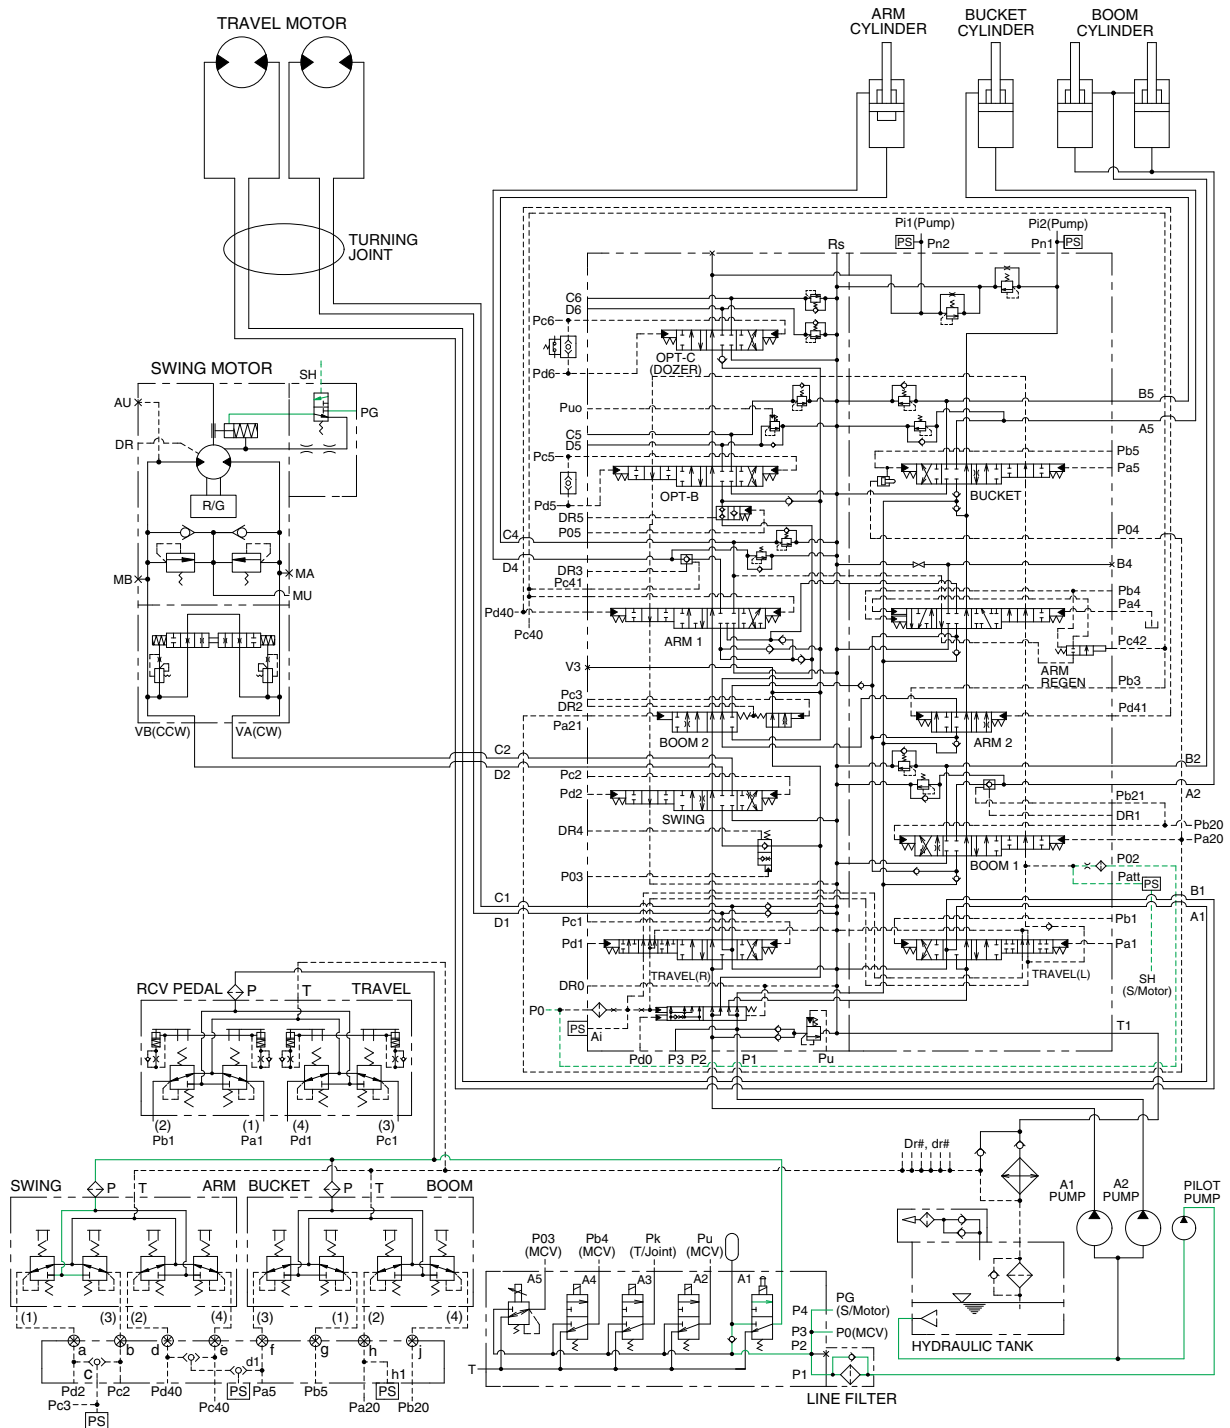 TRAVEL MOTOR
ARM
CYLINDER
BUCKET
CYLINDER
BOOM
CYLINDER
TURNING
JOINT
Pi1(Pump)
Pi2(Pump)
PS
Pn2
Rs
Pn1
PS
C6
D6
Pc6
Pd6
OPT-C
(DOZER)
SWING MOTOR
SH
AU
PG
DR
R/G
MB
MA
MU
VB(CCW)
VA(CW)
Puo
C5
D5
Pc5
Pd5
OPT-B
B5
A5
Pb5
Pa5
BUCKET
DR5
P05
P04
C4
D4
DR3
Pc41
B4
Pb4
Pa4
Pd40
Pc40
ARM 1
Pc42
ARM
REGEN
V3
Pc3
DR2
Pa21
BOOM 2
Pb3
Pd41
ARM 2
C2
D2
B2
A2
Pc2
Pd2
SWING
Pb21
DR1
Pb20
Pa20
DR4
P03
BOOM 1
P02
Patt
PS
C1
D1
B1
A1
Pc1
Pd1
Pb1
Pa1
TRAVEL(R)
TRAVEL(L)
SH
(S/Motor)
DR0
P0
PS
Ai
Pd0
P3
P2
P1
Pu
T1
RCV PEDAL
P
T
TRAVEL
(2)
(1)
(4)
(3)
Pb1
Pa1
Pd1
Pc1
Dr#, dr#
SWING
P
T
ARM
BUCKET
P
T
BOOM
A1
PUMP
A2
PUMP
PILOT
PUMP
(1)
(3)
(2)
(4)
(3)
(1)
(2)
(4)
a
b
d
e
f
g
h
j
c
d1
h1
PS
PS
Pd2
Pc2
Pd40
Pc40
Pa5
Pb5
Pa20
Pb20
Pc3
PS
P03
(MCV)
Pb4
(MCV)
Pk
(T/Joint)
Pu
(MCV)
A5
A4
A3
A2
A1
P4
PG
(S/Motor)
P3
P0(MCV)
P2
P1
T
LINE FILTER
HYDRAULIC TANK